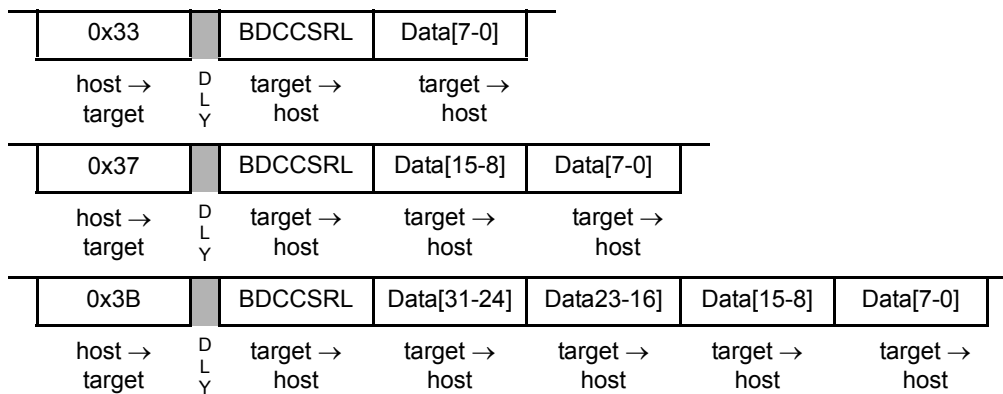 0x33 BDCCSRL Data[7-0]
host → D target → target →
L
target Y host host
0x37 BDCCSRL Data[15-8] Data[7-0]
host → D target → target → target →
L
target Y host host host
0x3B BDCCSRL Data[31-24] Data23-16] Data[15-8] Data[7-0]
host → D target → target → target → target → target →
L
target Y host host host host host